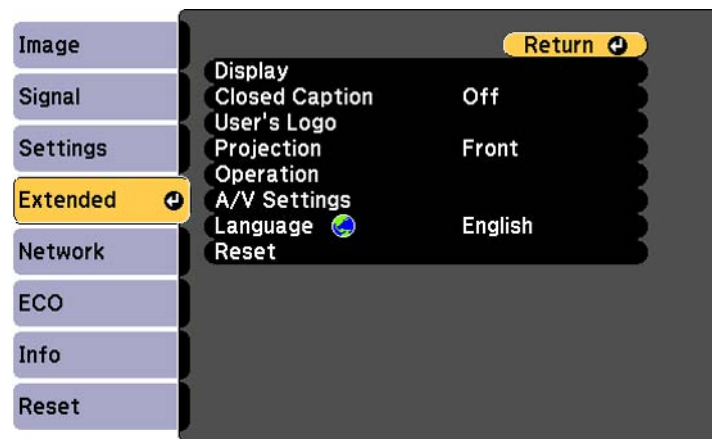 Image
Signal
Settings
Extended
Network
ECO
Info
Reset
Return
Display
Closed Caption Off
User's Logo
Projection Front
Operation
A/V Settings
Language English
Reset